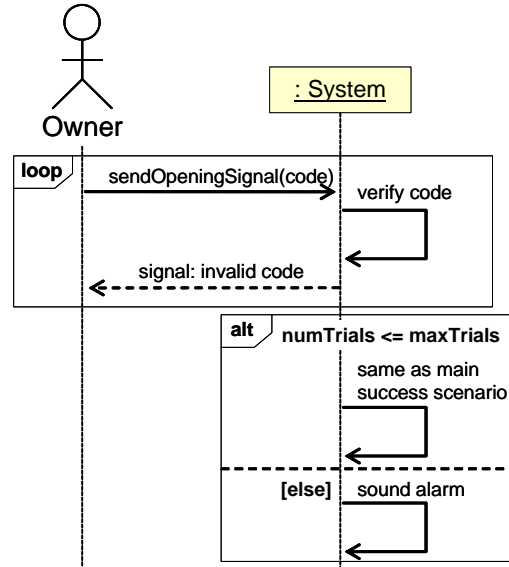 Owner
: System
loop
sendOpeningSignal(code)
verify code
signal: invalid code
alt
numTrials <= maxTrials
same as main
success scenario
[else]
sound alarm